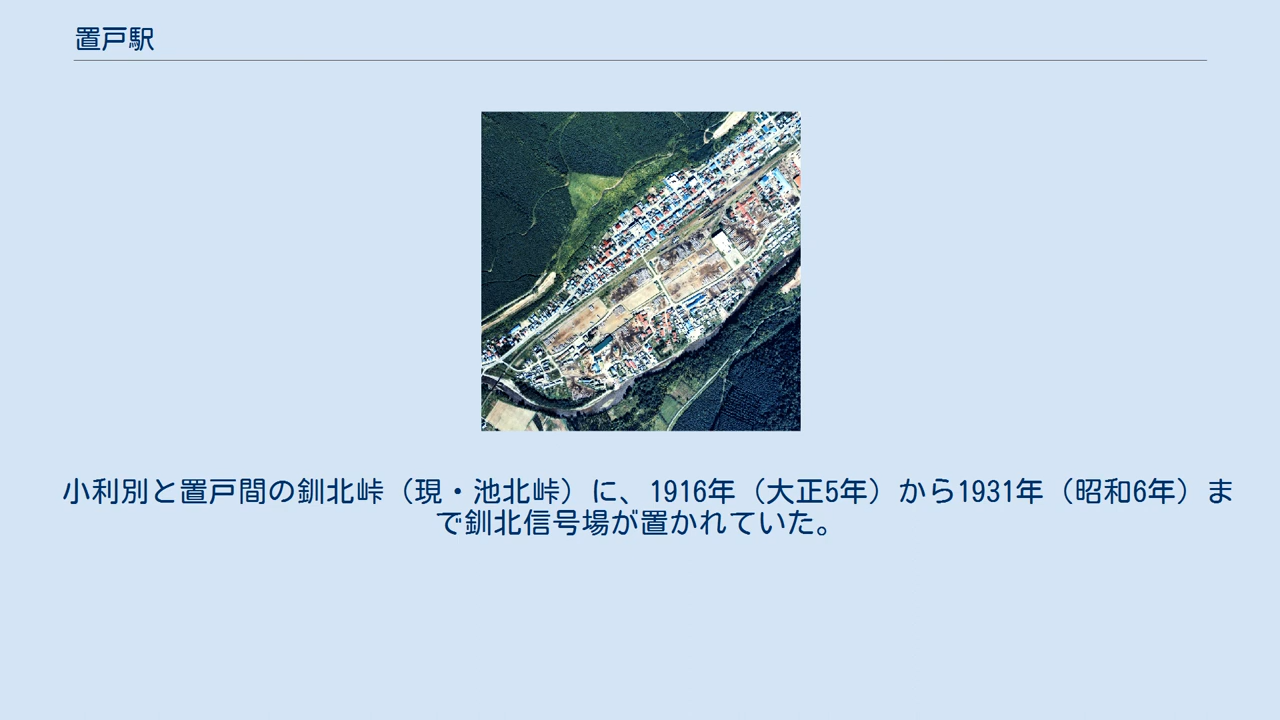 置戸駅
小利別と置戸間の釧北峠（現・池北峠）に、1916年（大正5年）から1931年（昭和6年）ま
で釧北信号場が置かれていた。